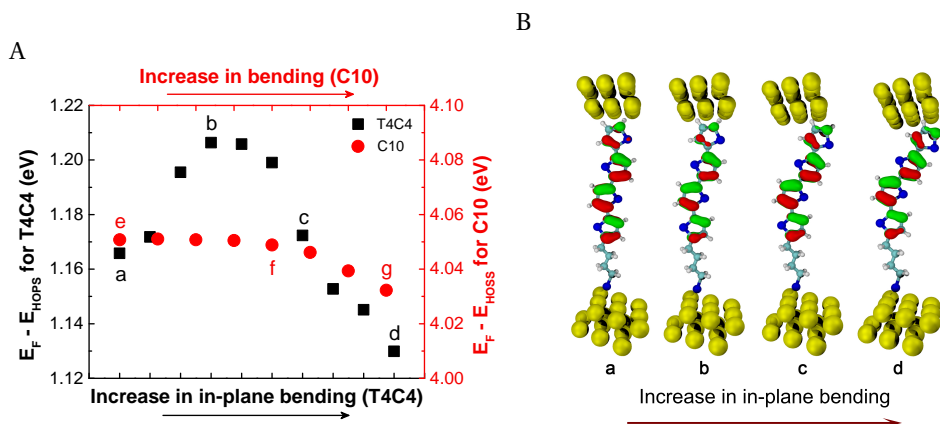 A
B
Increase in bending (C10)
1.22
1.20
1.18
1.16
1.14
1.12
4.10
4.08
4.06
4.04
4.02
4.00
E_F - E_HOPS for T4C4 (eV)
E_F - E_HOSS for C10 (eV)
T4C4
C10
a
b
c
d
e
f
g
Increase in in-plane bending (T4C4)
a b c d
Increase in in-plane bending